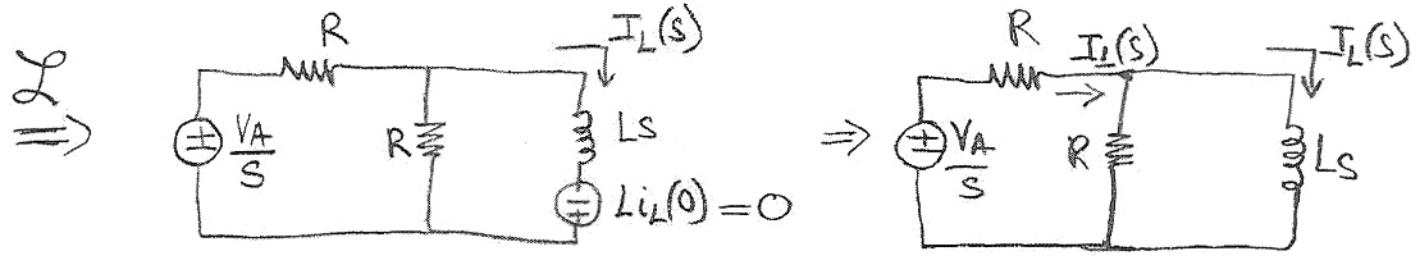 ℒ
⇒
R
I_L(s)
V_A/S
R
LS
Li_L(0) = 0
⇒
R
I_1(s)
I_L(s)
V_A/S
R
LS